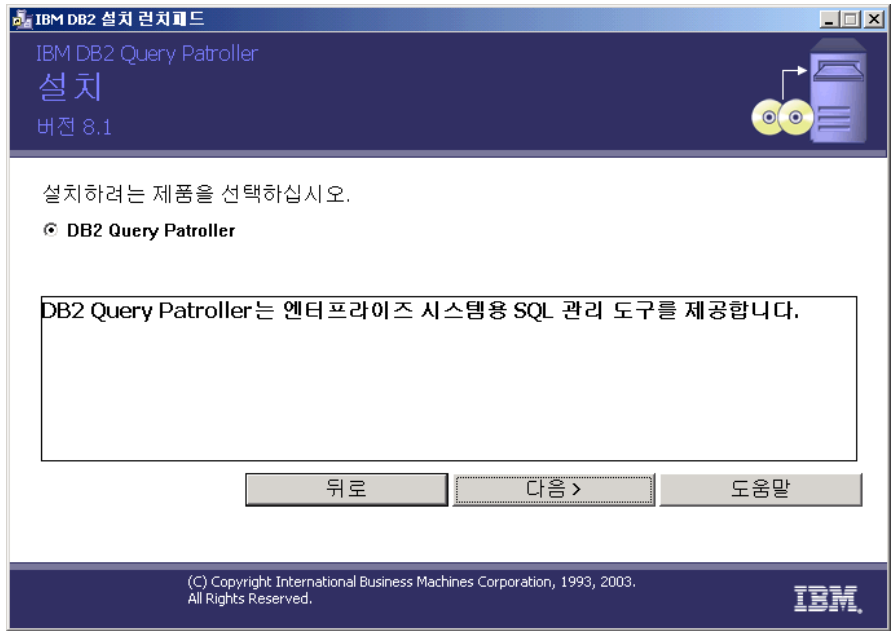 IBM DB2 설치 런치패드
IBM DB2 Query Patroller
설치
버전 8.1
설치하려는 제품을 선택하십시오.
DB2 Query Patroller
DB2 Query Patroller는 엔터프라이즈 시스템용 SQL 관리 도구를 제공합니다.
뒤로
다음 >
도움말
(C) Copyright International Business Machines Corporation, 1993, 2003.
All Rights Reserved.
IBM.